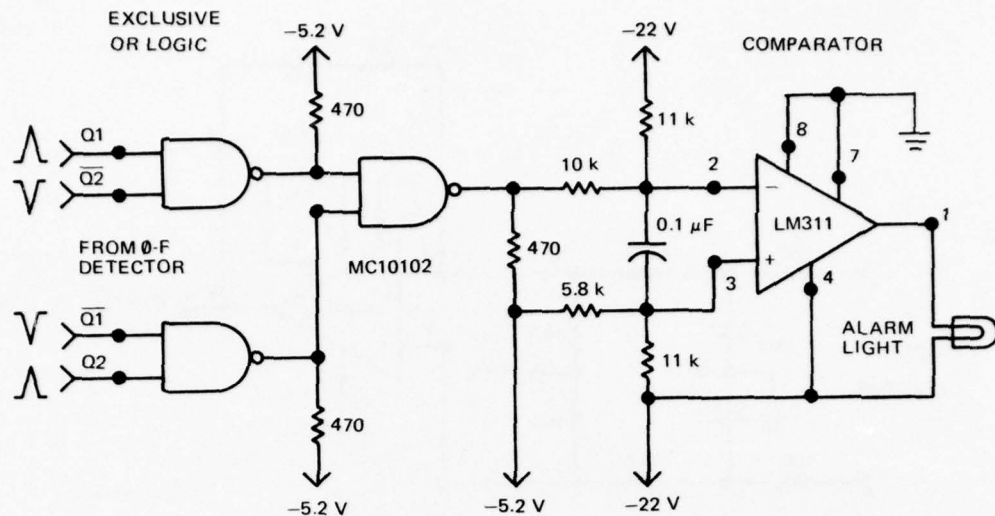 EXCLUSIVE
OR LOGIC
−5.2 V
470
Q1
Q2̅
FROM Ø-F
DETECTOR
Q1̅
Q2
470
−5.2 V
MC10102
470
−5.2 V
10 k
5.8 k
−22 V
11 k
0.1 µF
11 k
−22 V
COMPARATOR
2
3
8
7
−
+
LM311
4
1
ALARM
LIGHT